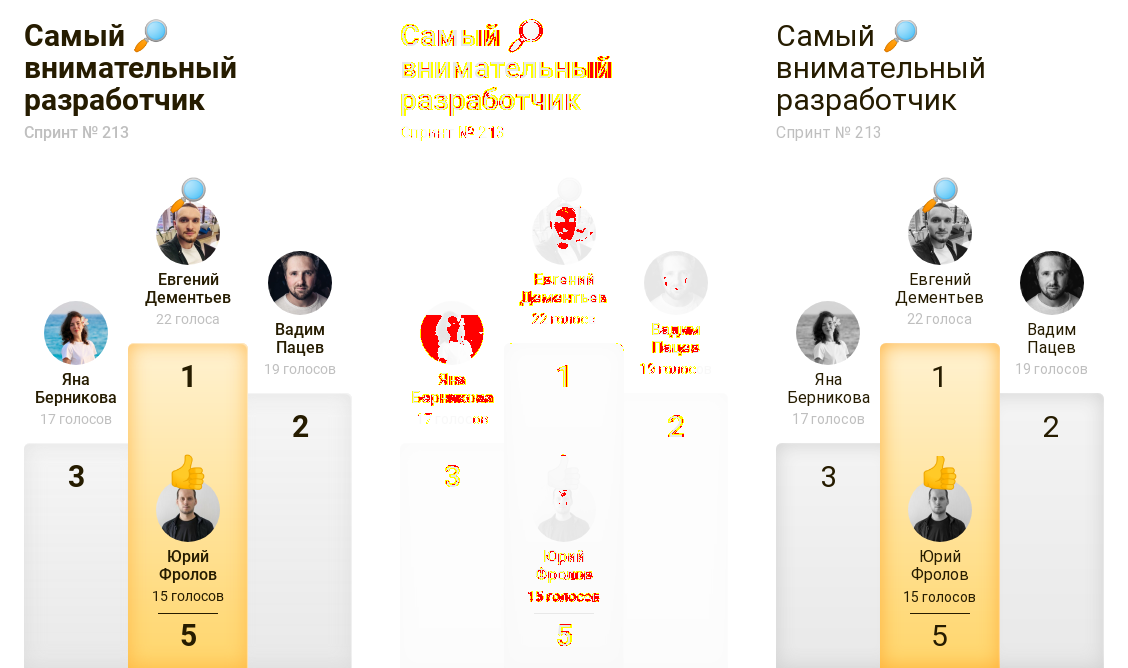 Самый
внимательный
разработчик
Спринт № 213
Евгений
Дементьев
22 голоса
Вадим
Пацев
19 голосов
Яна
Берникова
17 голосов
1
2
3
Юрий
Фролов
15 голосов
5
Самый
внимательный
разработчик
Спринт № 213
Евгений
Дементьев
22 голоса
Вадим
Пацев
19 голосов
Яна
Берникова
17 голосов
1
2
3
Юрий
Фролов
15 голосов
5
Самый
внимательный
разработчик
Спринт № 213
Евгений
Дементьев
22 голоса
Вадим
Пацев
19 голосов
Яна
Берникова
17 голосов
1
2
3
Юрий
Фролов
15 голосов
5